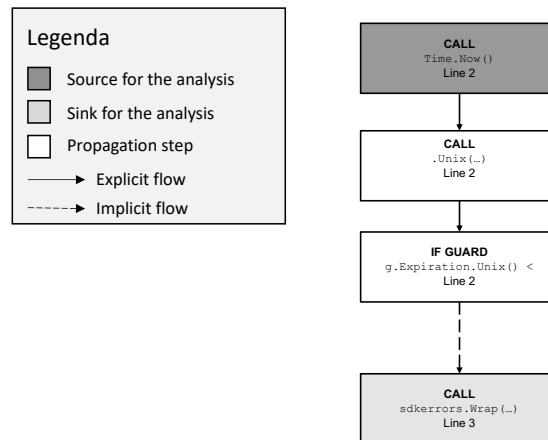 Legenda
Source for the analysis
Sink for the analysis
Propagation step
Explicit flow
Implicit flow
CALL
Time.Now()
Line 2
CALL
.Unix(…)
Line 2
IF GUARD
g.Expiration.Unix() <
Line 2
CALL
sdkerrors.Wrap(…)
Line 3